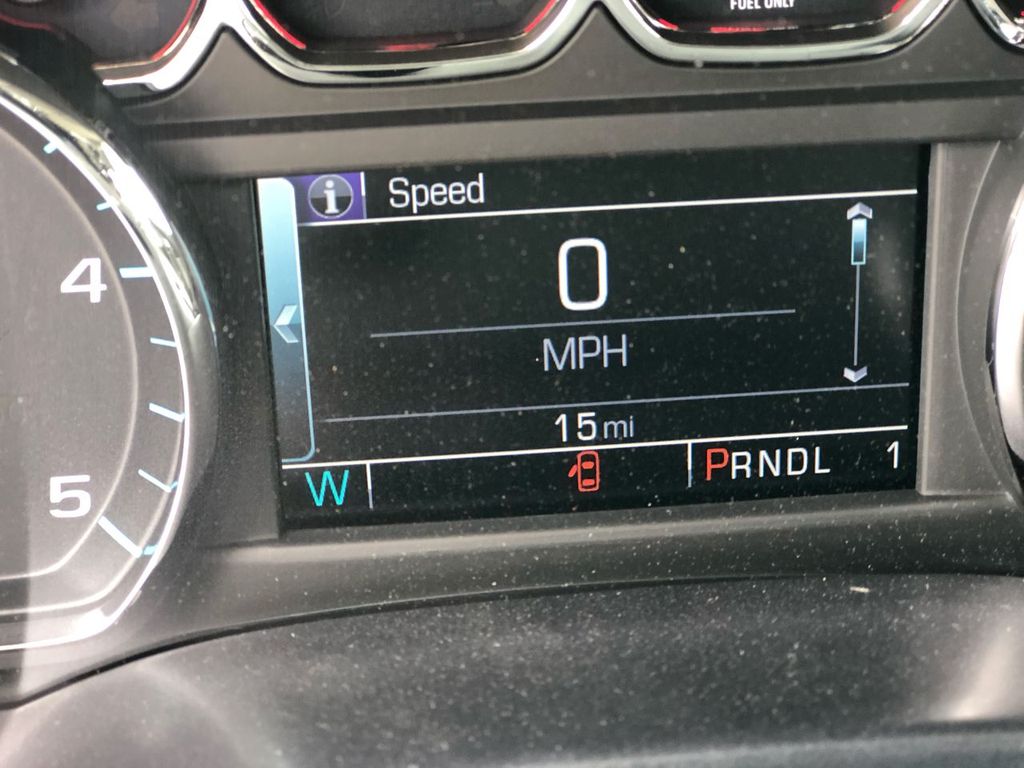 FUEL ONLY
i Speed
0
MPH
15 mi
W PRNDL 1
4
5